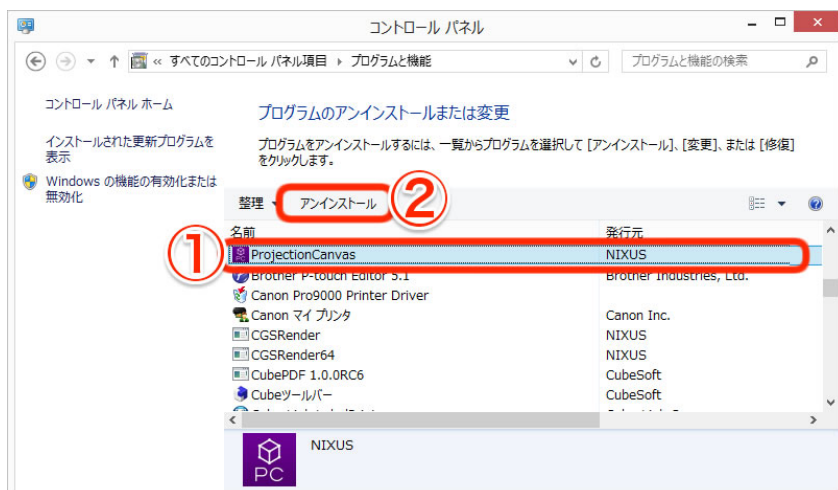 コントロール パネル
« すべてのコントロール パネル項目 ▸ プログラムと機能
プログラムと機能の検索
コントロール パネル ホーム
インストールされた更新プログラムを
表示
Windows の機能の有効化または
無効化
プログラムのアンインストールまたは変更
プログラムをアンインストールするには、一覧からプログラムを選択して [アンインストール]、[変更]、または [修復]
をクリックします。
整理 アンインストール ②
名前 発行元
① ProjectionCanvas NIXUS
Brother P-touch Editor 5.1 Brother Industries, Ltd.
Canon Pro9000 Printer Driver
Canon マイ プリンタ Canon Inc.
CGSRender NIXUS
CGSRender64 NIXUS
CubePDF 1.0.0RC6 CubeSoft
Cubeツールバー CubeSoft
NIXUS
PC